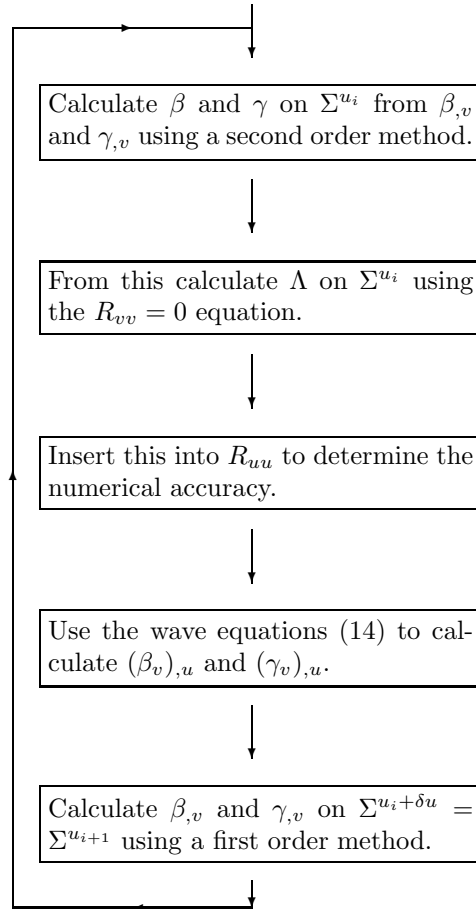 Calculate β and γ on Σ^{u_i} from β_{,v}
and γ_{,v} using a second order method.
From this calculate Λ on Σ^{u_i} using
the R_{vv} = 0 equation.
Insert this into R_{uu} to determine the
numerical accuracy.
Use the wave equations (14) to cal-
culate (β_v)_{,u} and (γ_v)_{,u}.
Calculate β_{,v} and γ_{,v} on Σ^{u_i+δu} =
Σ^{u_{i+1}} using a first order method.